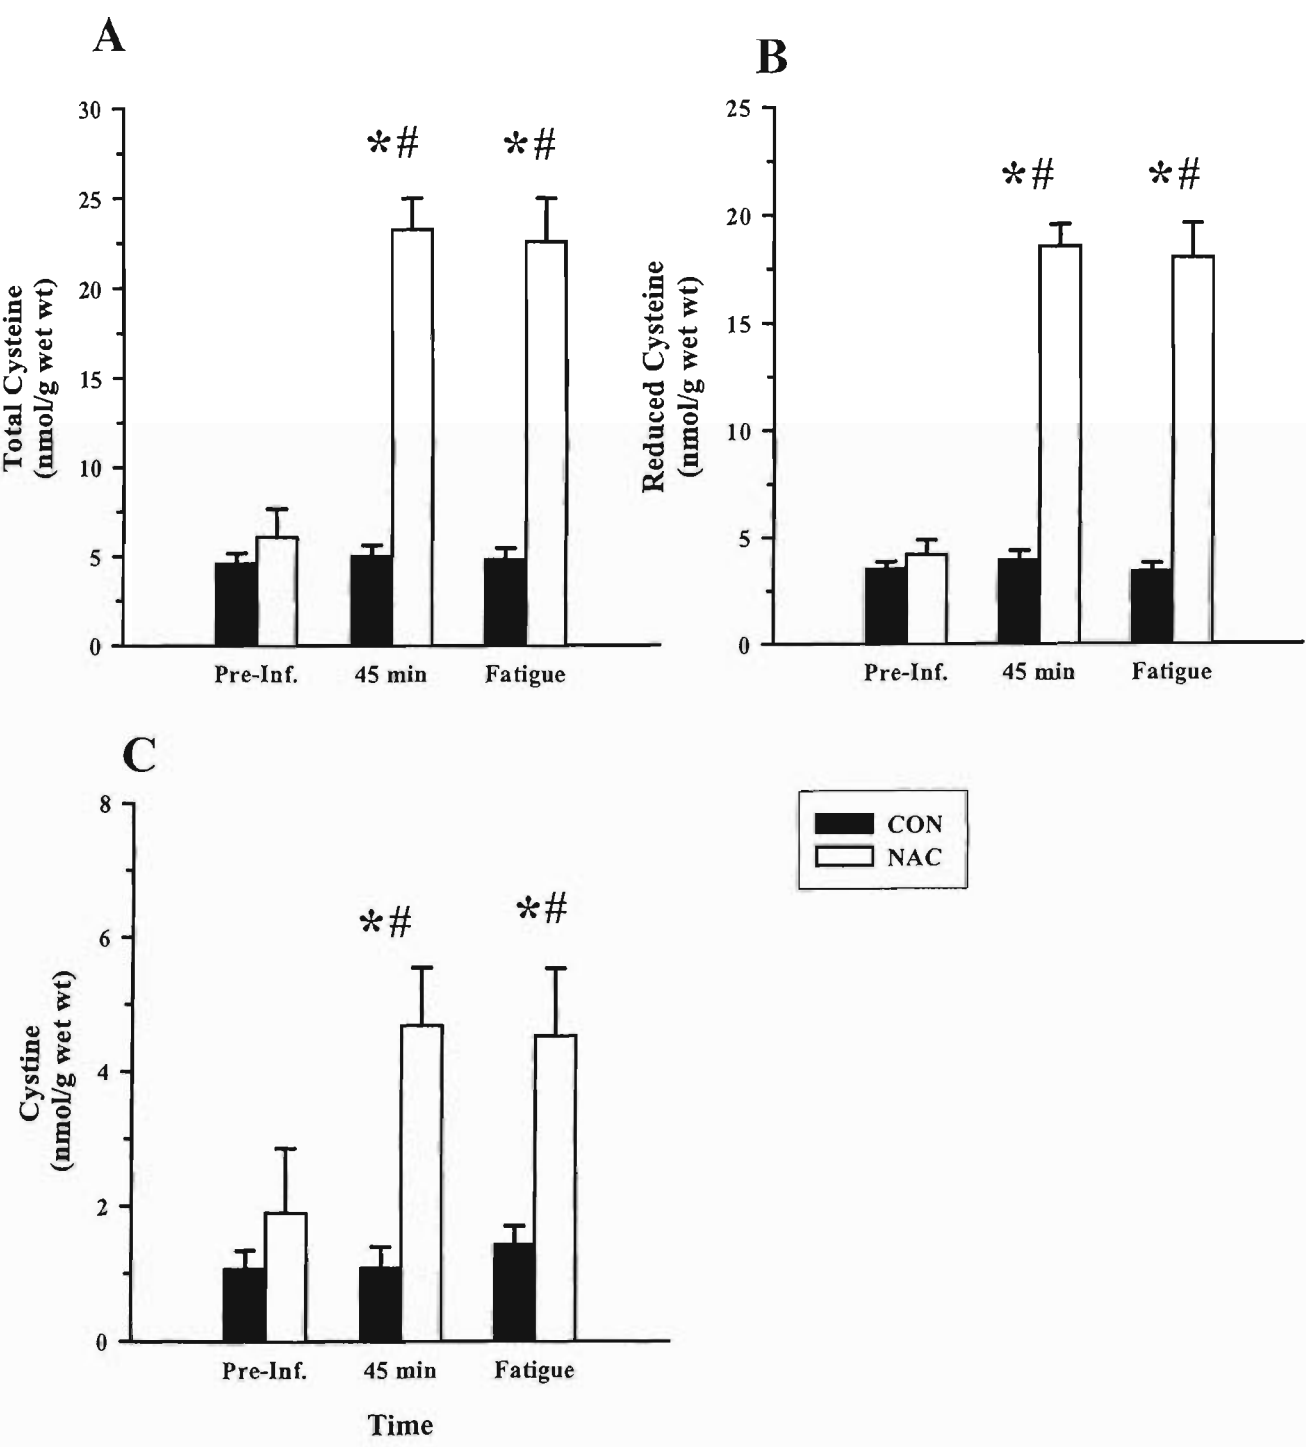 A
30
25
20
15
10
5
0
Total Cysteine
(nmol/g wet wt)
*# *#
Pre-Inf. 45 min Fatigue
B
25
20
15
10
5
0
Reduced Cysteine
(nmol/g wet wt)
*# *#
Pre-Inf. 45 min Fatigue
C
8
6
4
2
0
Cystine
(nmol/g wet wt)
*# *#
Pre-Inf. 45 min Fatigue
Time
CON
NAC